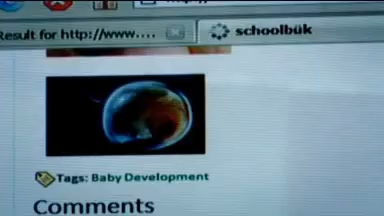 Result for http://www....
schoolbük
Tags: Baby Development
Comments